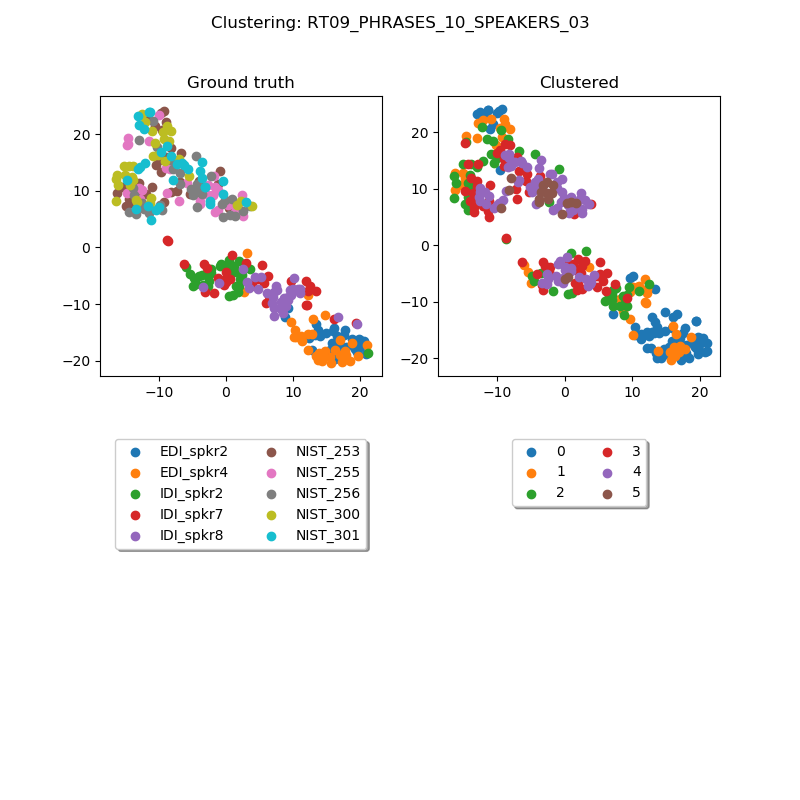 Clustering: RT09_PHRASES_10_SPEAKERS_03
Ground truth
20
10
0
−10
−20
−10 0 10 20
Clustered
20
10
0
−10
−20
−10 0 10 20
EDI_spkr2 NIST_253
EDI_spkr4 NIST_255
IDI_spkr2 NIST_256
IDI_spkr7 NIST_300
IDI_spkr8 NIST_301
0 3
1 4
2 5